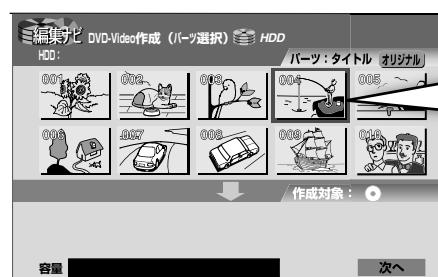 編集ナビ DVD-Video作成（パーツ選択） HDD
HDD：
パーツ：タイトル オリジナル
001 002 003 004 005
006 007 008 009 010
作成対象：
容量 次へ